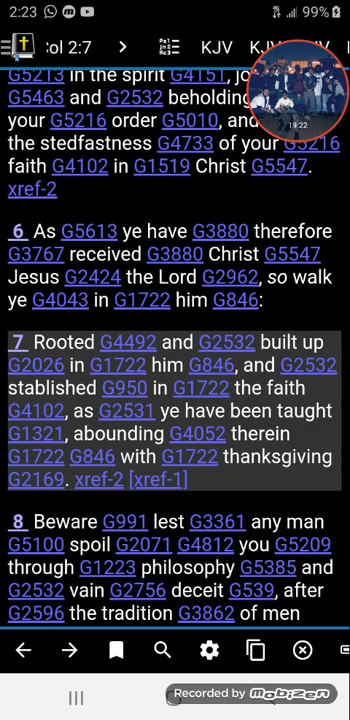 2:23 99%
Col 2:7 KJV KJV
G5213 in the spirit G4151, jo
G5463 and G2532 beholding
your G5216 order G5010, and
the stedfastness G4733 of your G5216
faith G4102 in G1519 Christ G5547.
xref-2
19:22
6 As G5613 ye have G3880 therefore
G3767 received G3880 Christ G5547
Jesus G2424 the Lord G2962, so walk
ye G4043 in G1722 him G846:
7 Rooted G4492 and G2532 built up
G2026 in G1722 him G846, and G2532
stablished G950 in G1722 the faith
G4102, as G2531 ye have been taught
G1321, abounding G4052 therein
G1722 G846 with G1722 thanksgiving
G2169. xref-2 [xref-1]
8 Beware G991 lest G3361 any man
G5100 spoil G2071 G4812 you G5209
through G1223 philosophy G5385 and
G2532 vain G2756 deceit G539, after
G2596 the tradition G3862 of men
Recorded by Mobizen